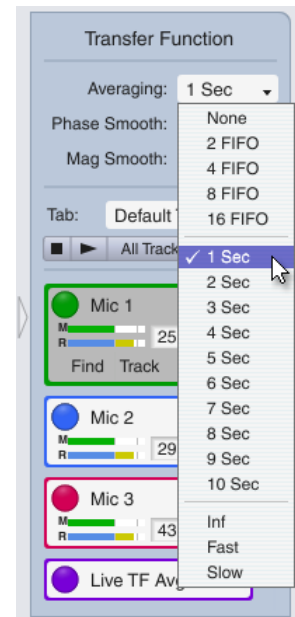 Transfer Function
Averaging: 1 Sec
Phase Smooth:
Mag Smooth:
None
2 FIFO
4 FIFO
8 FIFO
16 FIFO
✓ 1 Sec
2 Sec
3 Sec
4 Sec
5 Sec
6 Sec
7 Sec
8 Sec
9 Sec
10 Sec
Inf
Fast
Slow
Tab: Default
All Track
Mic 1
M
R 25
Find Track
Mic 2
M
R 29
Mic 3
M
R 43
Live TF Avg